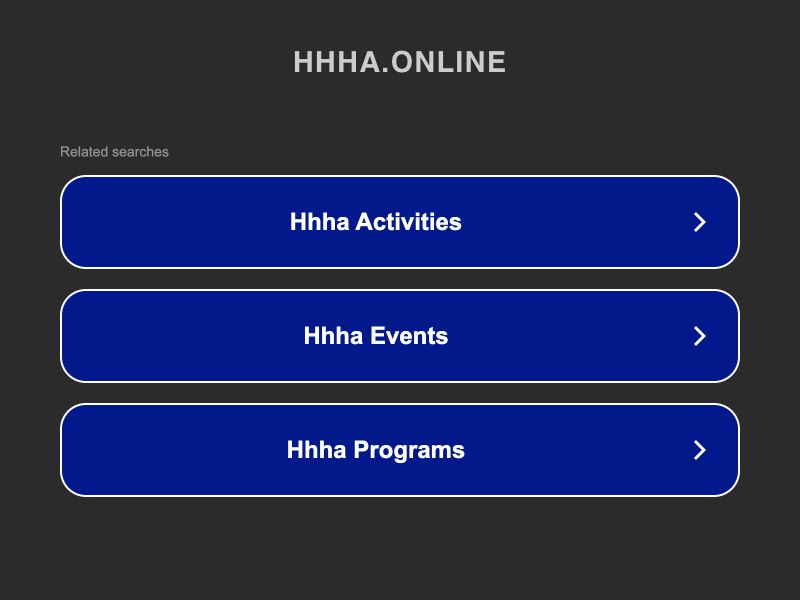 HHHA.ONLINE
Related searches
Hhha Activities
Hhha Events
Hhha Programs